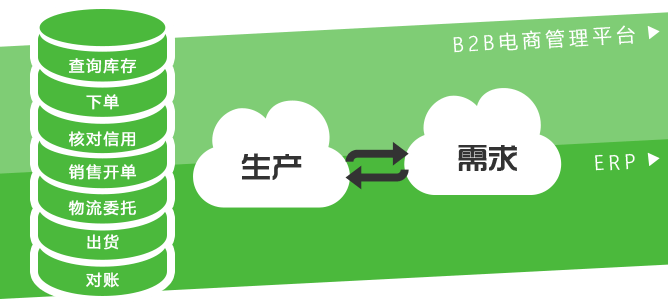 查询库存
下单
核对信用
销售开单
物流委托
出货
对账
生产
需求
B2B电商管理平台
ERP